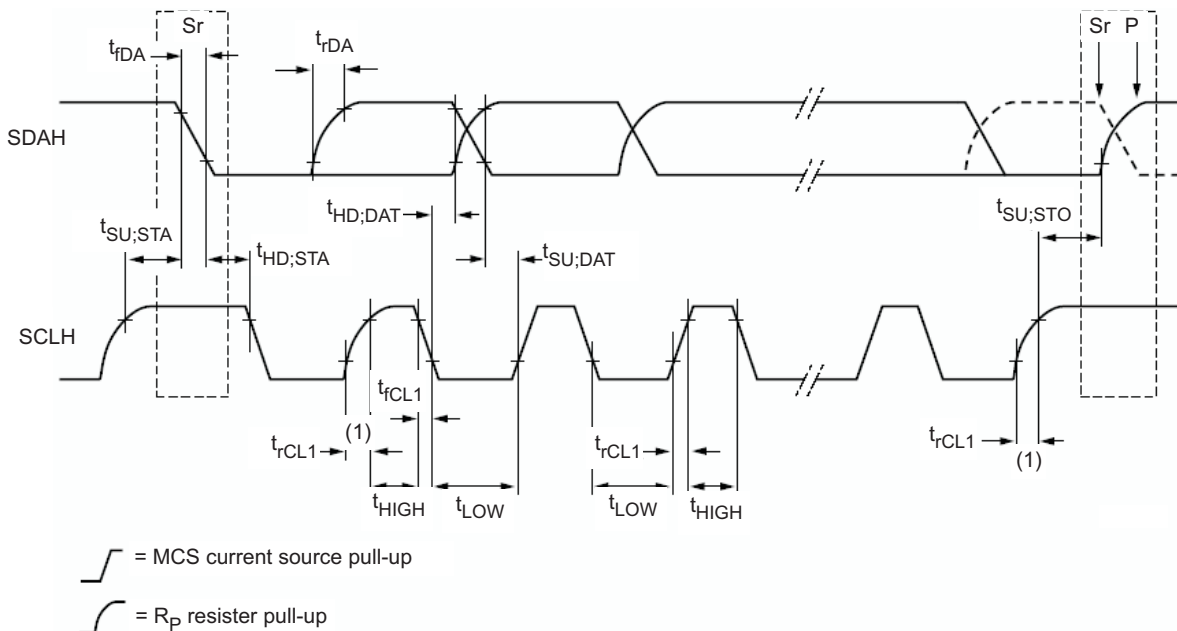 Sr
Sr P
tfDA
trDA
SDAH
tHD;DAT
tSU;STO
tSU;STA
tHD;STA
tSU;DAT
SCLH
tfCL1
(1)
trCL1
trCL1
trCL1
(1)
tHIGH
tLOW
tLOW
tHIGH
= MCS current source pull-up
= RP resister pull-up